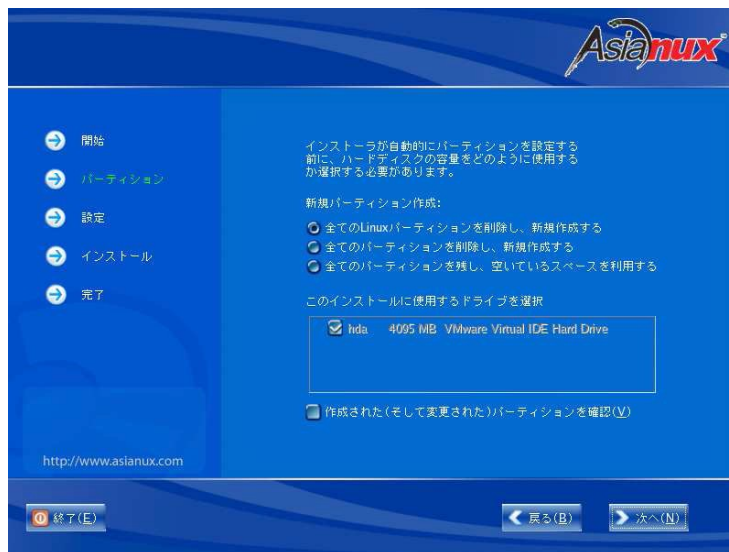 Asianux
開始
パーティション
設定
インストール
完了
インストーラが自動的にパーティションを設定する
前に、ハードディスクの容量をどのように使用する
か選択する必要があります。
新規パーティション作成:
全てのLinuxパーティションを削除し、新規作成する
全てのパーティションを削除し、新規作成する
全てのパーティションを残し、空いているスペースを利用する
このインストールに使用するドライブを選択
hda 4095 MB VMware Virtual IDE Hard Drive
作成された(そして変更された)パーティションを確認(V)
http://www.asianux.com
終了(E)
戻る(B)
次へ(N)